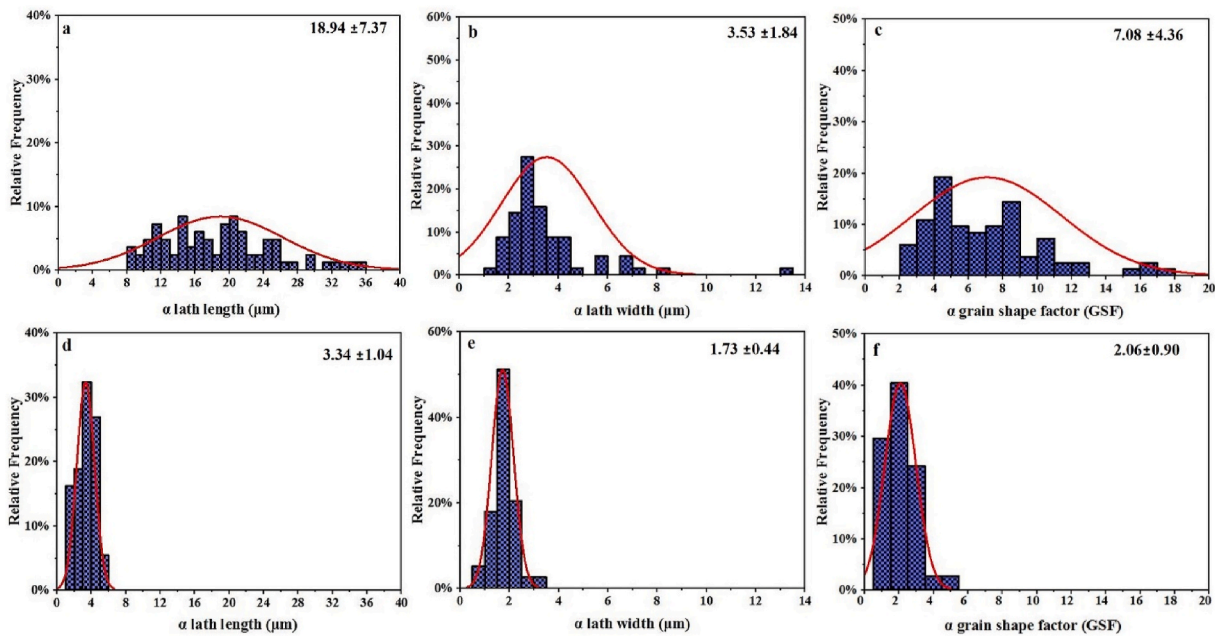 a
18.94 ±7.37
40%
30%
20%
10%
0%
Relative Frequency
0 4 8 12 16 20 24 28 32 36 40
α lath length (μm)
b
3.53 ±1.84
60%
50%
40%
30%
20%
10%
0%
Relative Frequency
0 2 4 6 8 10 12 14
α lath width (μm)
c
7.08 ±4.36
50%
40%
30%
20%
10%
0%
Relative Frequency
0 2 4 6 8 10 12 14 16 18 20
α grain shape factor (GSF)
d
3.34 ±1.04
40%
30%
20%
10%
0%
Relative Frequency
0 4 8 12 16 20 24 28 32 36 40
α lath length (μm)
e
1.73 ±0.44
60%
40%
20%
0%
Relative Frequency
0 2 4 6 8 10 12 14
α lath width (μm)
f
2.06±0.90
50%
40%
30%
20%
10%
0%
Relative Frequency
0 2 4 6 8 10 12 14 16 18 20
α grain shape factor (GSF)